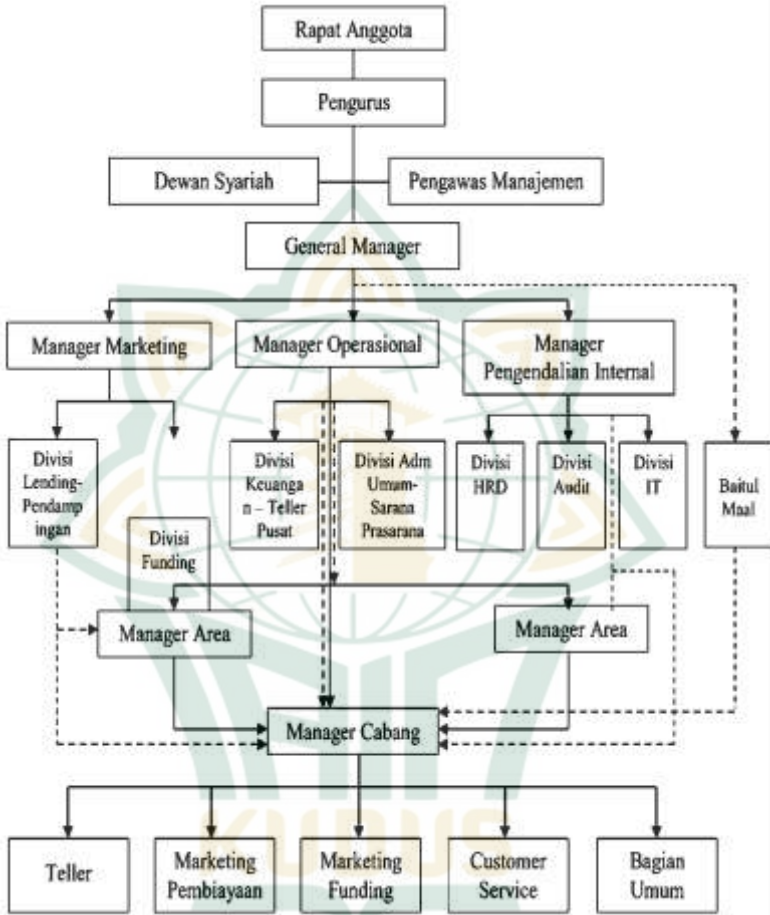 Rapat Anggota
Pengurus
Dewan Syariah
Pengawas Manajemen
General Manager
Manager Marketing
Manager Operasional
Manager
Pengendalian Internal
Divisi
Lending-
Pendamp
ingan
Divisi
Funding
Divisi
Keuanga
n – Teller
Pusat
Divisi Adm
Umum-
Sarana
Prasarana
Divisi
HRD
Divisi
Audit
Divisi
IT
Baitul
Maal
Manager Area
Manager Area
Manager Cabang
Teller
Marketing
Pembiayaan
Marketing
Funding
Customer
Service
Bagian
Umum
KUDUS